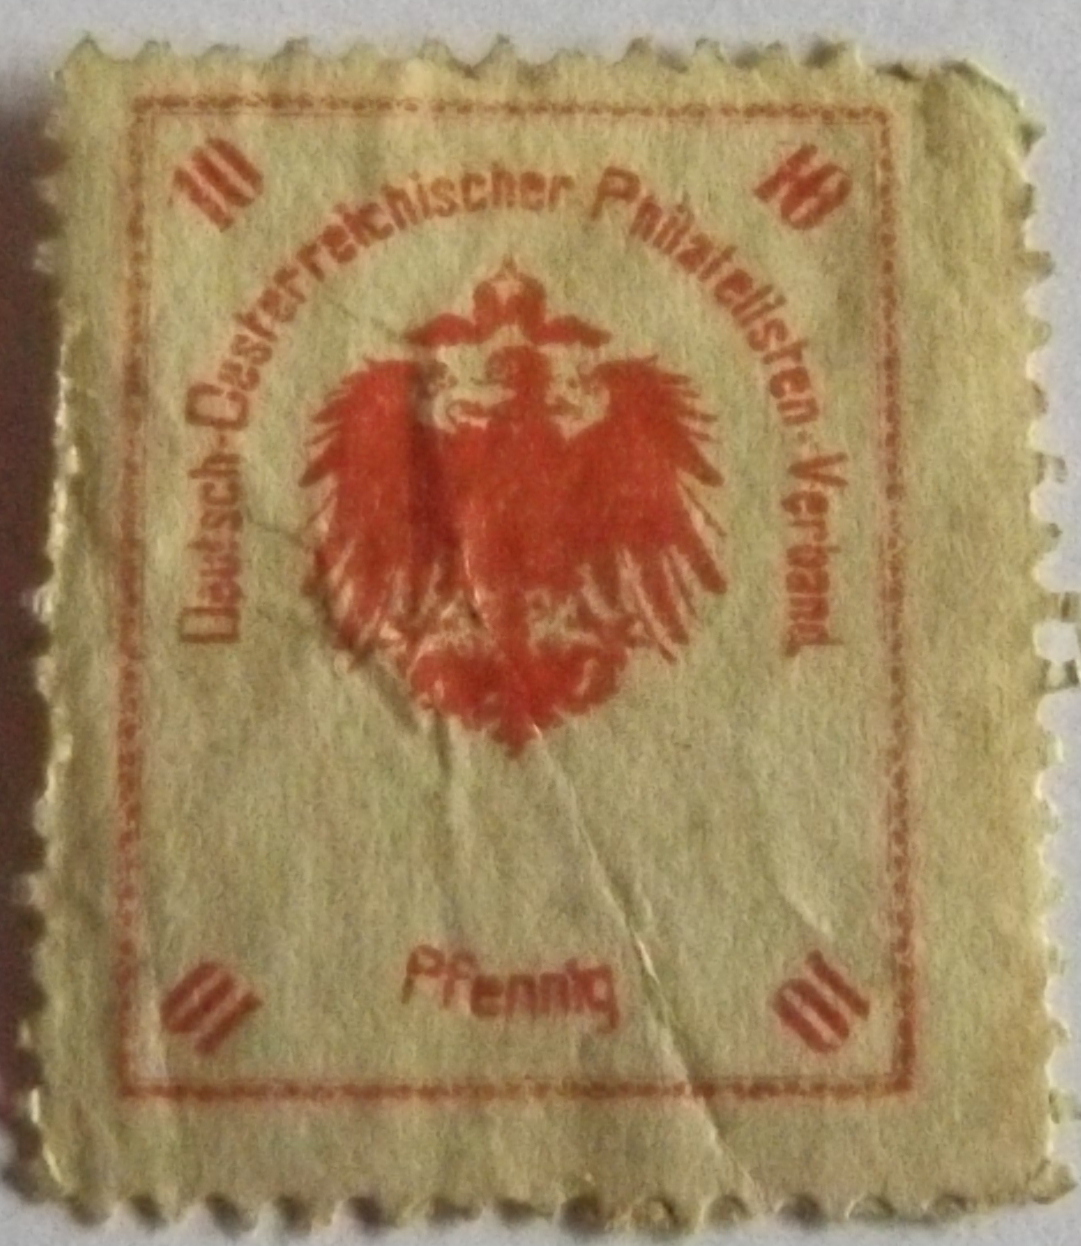 10 10
Deutsch-Oesterreichischer Philatelisten-Verband
Pfennig
10 10